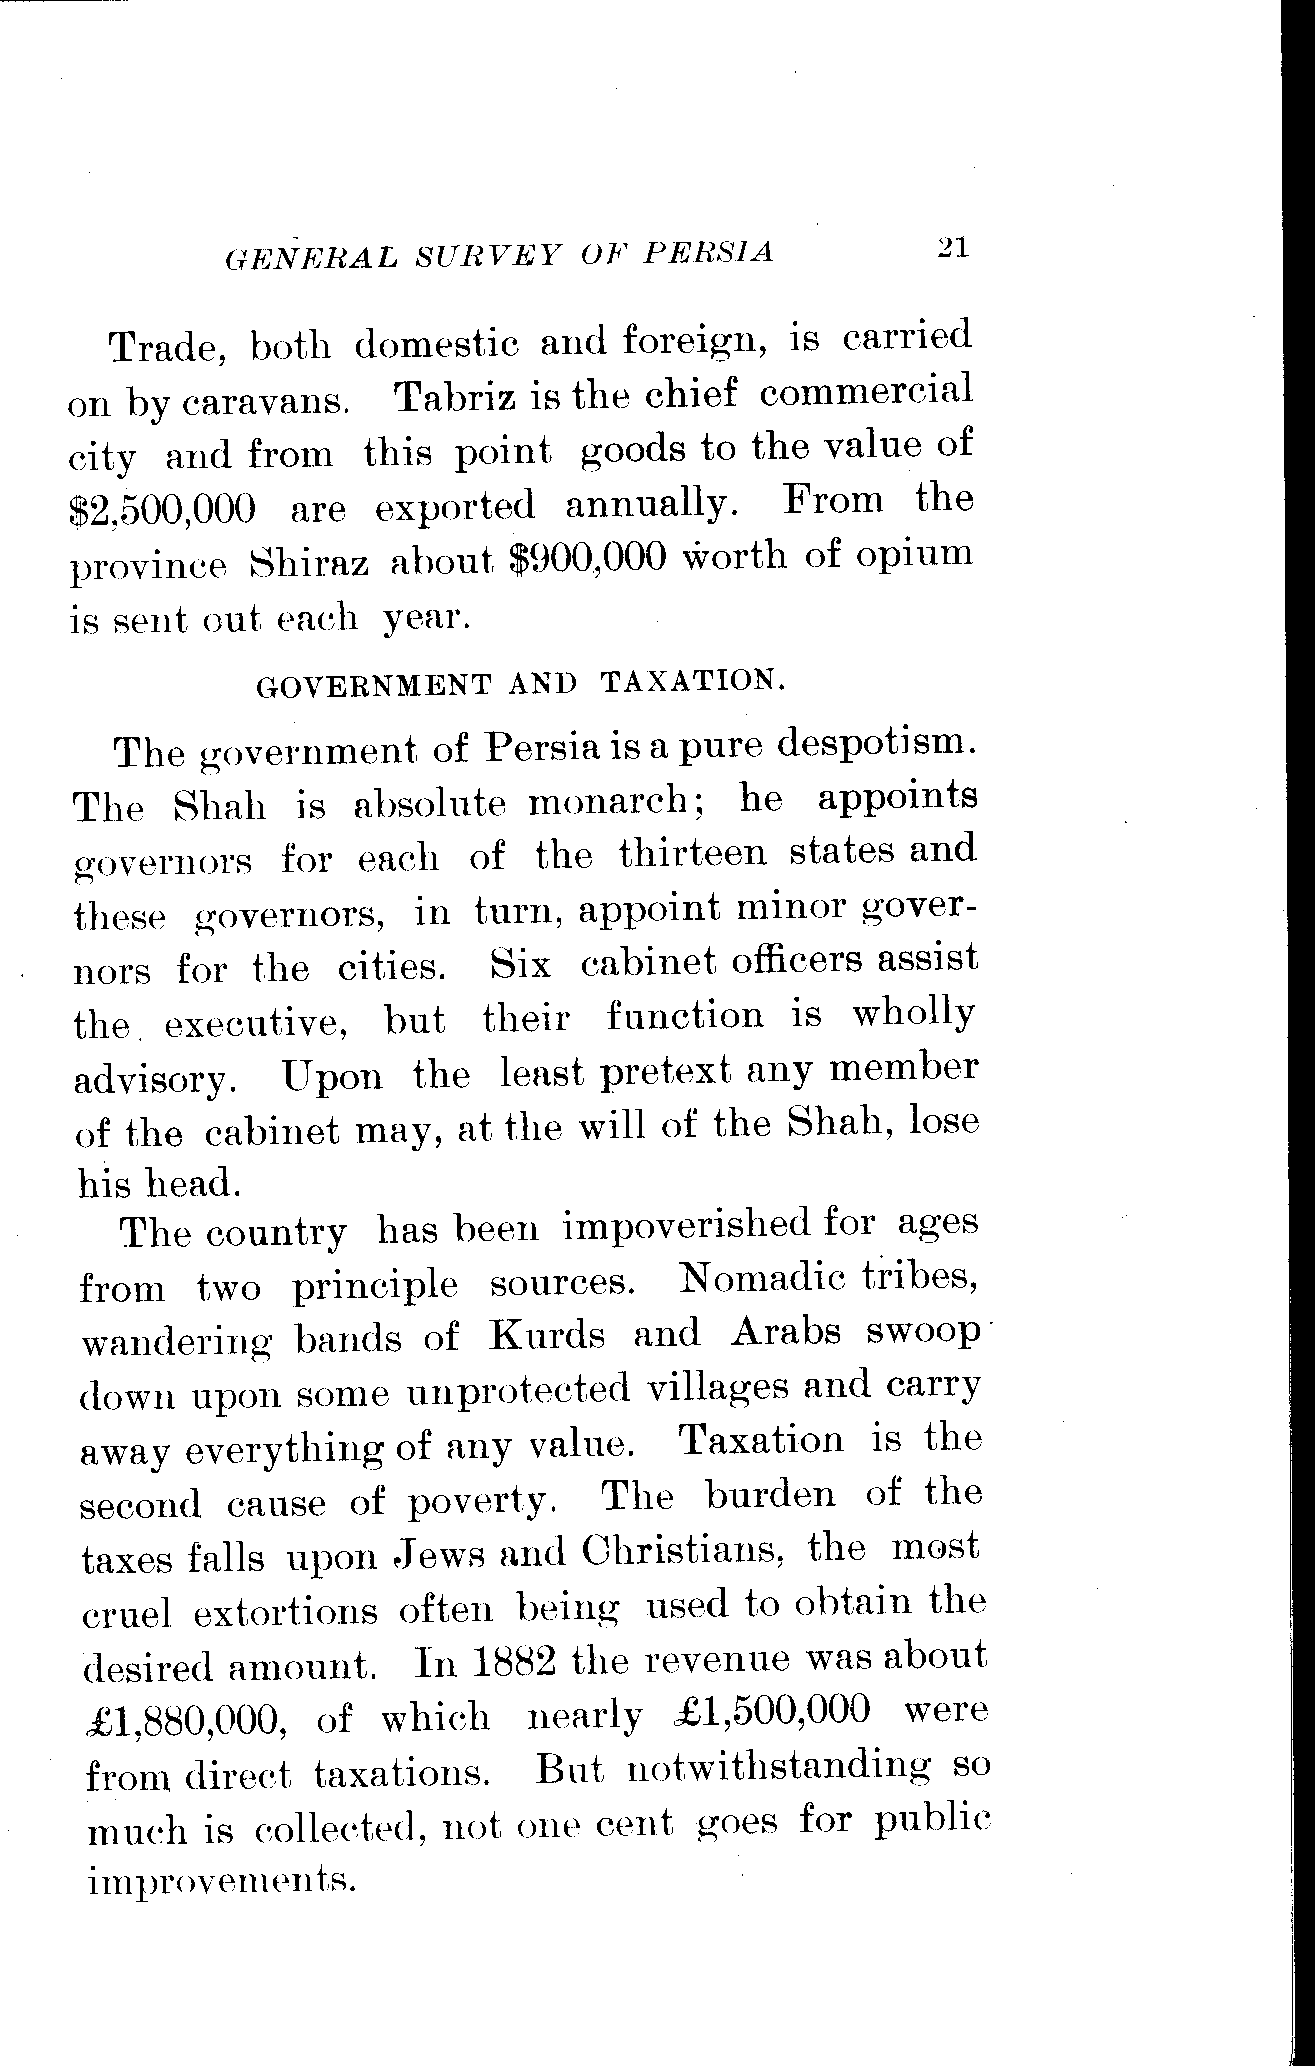 GENERAL SURVEY OF PERSIA 21
Trade, both domestic and foreign, is carried
on by caravans. Tabriz is the chief commercial
city and from this point goods to the value of
$2,500,000 are exported annually. From the
province Shiraz about $900,000 worth of opium
is sent out each year.
GOVERNMENT AND TAXATION.
The government of Persia is a pure despotism.
The Shah is absolute monarch; he appoints
governors for each of the thirteen states and
these governors, in turn, appoint minor gover-
nors for the cities. Six cabinet officers assist
the executive, but their function is wholly
advisory. Upon the least pretext any member
of the cabinet may, at the will of the Shah, lose
his head.
The country has been impoverished for ages
from two principle sources. Nomadic tribes,
wandering bands of Kurds and Arabs swoop
down upon some unprotected villages and carry
away everything of any value. Taxation is the
second cause of poverty. The burden of the
taxes falls upon Jews and Christians, the most
cruel extortions often being used to obtain the
desired amount. In 1882 the revenue was about
£1,880,000, of which nearly £1,500,000 were
from direct taxations. But notwithstanding so
much is collected, not one cent goes for public
improvements.